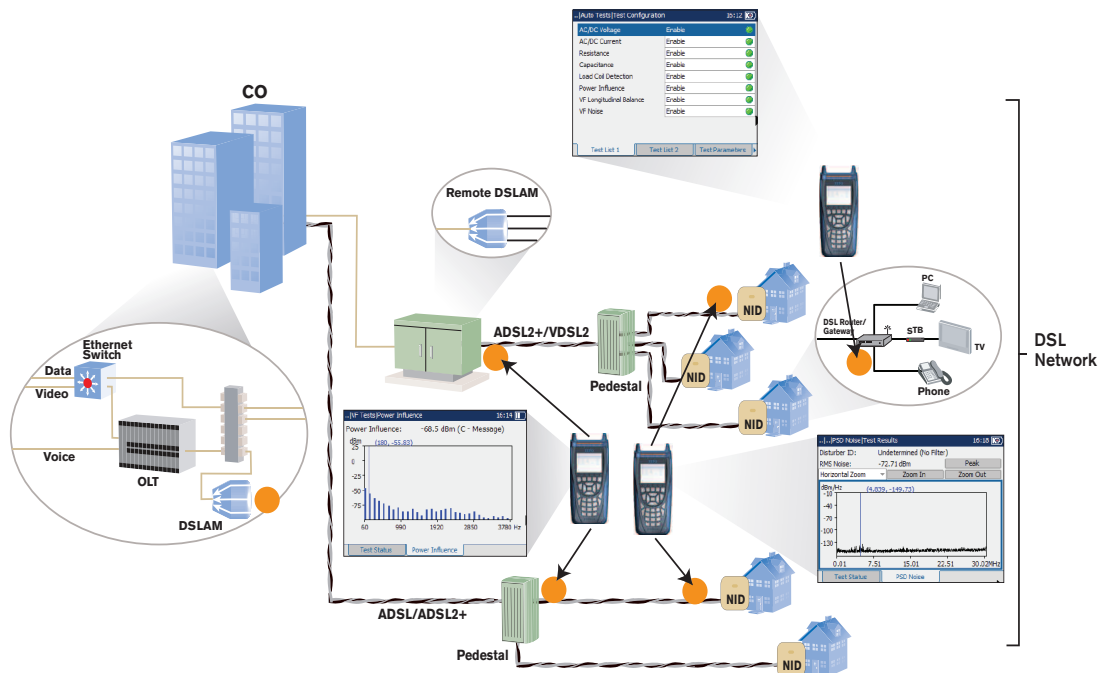 ..|Auto Tests|Test Configuration 16:12
AC/DC Voltage Enable
AC/DC Current Enable
Resistance Enable
Capacitance Enable
Load Coil Detection Enable
Power Influence Enable
VF Longitudinal Balance Enable
VF Noise Enable
Test List 1 Test List 2 Test Parameters
CO
Remote DSLAM
ADSL2+/VDSL2
Pedestal
NID
NID
NID
PC
DSL Router/
Gateway
STB
TV
Phone
DSL
Network
Ethernet
Switch
Data
Video
Voice
OLT
DSLAM
..|VF Tests|Power Influence 16:14
Power Influence: -68.5 dBm (C - Message)
dBm (180, -55.83)
25
0
-25
-50
-75
60 990 1920 2850 3780 Hz
Test Status Power Influence
..|..|PSD Noise|Test Results 16:18
Disturber ID: Undetermined (No Filter)
RMS Noise: -72.71 dBm Peak
Horizontal Zoom Zoom In Zoom Out
dBm/Hz (4.839, -149.73)
-10
-40
-70
-100
-130
0.01 7.51 15.01 22.51 30.02MHz
Test Status PSD Noise
ADSL/ADSL2+
Pedestal
NID
NID